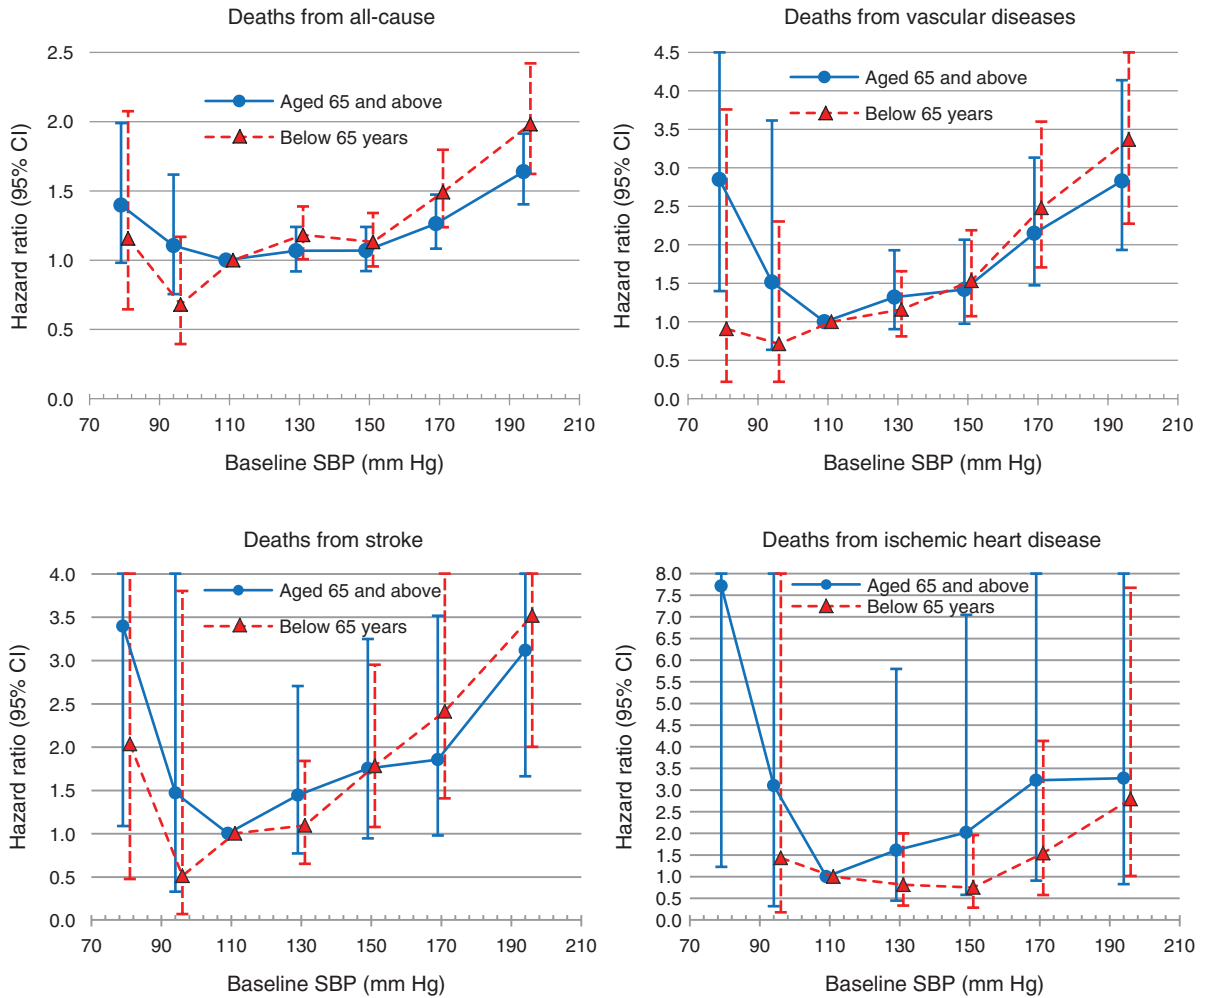 Deaths from all-cause
Hazard ratio (95% CI)
2.5
2.0
1.5
1.0
0.5
0.0
Aged 65 and above
Below 65 years
70 90 110 130 150 170 190 210
Baseline SBP (mm Hg)
Deaths from vascular diseases
Hazard ratio (95% CI)
4.5
4.0
3.5
3.0
2.5
2.0
1.5
1.0
0.5
0.0
Aged 65 and above
Below 65 years
70 90 110 130 150 170 190 210
Baseline SBP (mm Hg)
Deaths from stroke
Hazard ratio (95% CI)
4.0
3.5
3.0
2.5
2.0
1.5
1.0
0.5
0.0
Aged 65 and above
Below 65 years
70 90 110 130 150 170 190 210
Baseline SBP (mm Hg)
Deaths from ischemic heart disease
Hazard ratio (95% CI)
8.0
7.5
7.0
6.5
6.0
5.5
5.0
4.5
4.0
3.5
3.0
2.5
2.0
1.5
1.0
0.5
0.0
Aged 65 and above
Below 65 years
70 90 110 130 150 170 190 210
Baseline SBP (mm Hg)